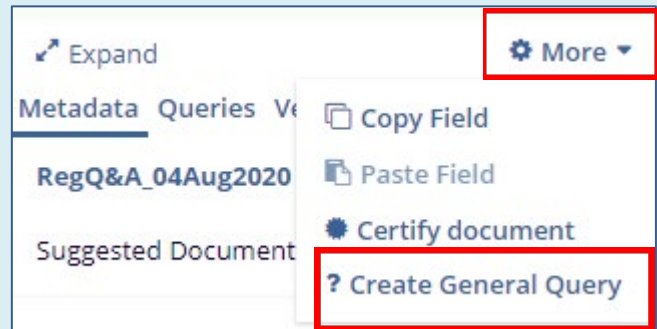 Expand More
Metadata Queries
Copy Field
RegQ&A_04Aug2020 Paste Field
Certify document
Suggested Document
? Create General Query